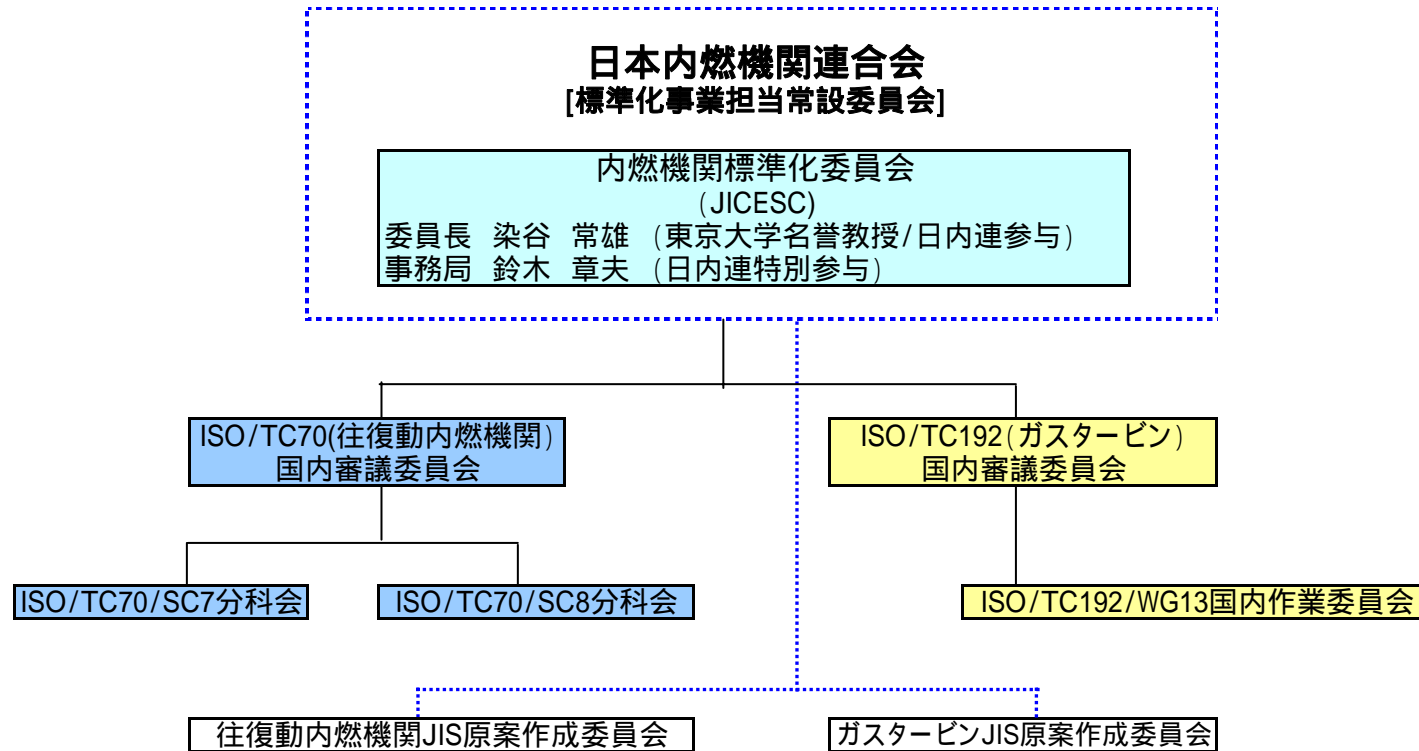 日本内燃機関連合会
[標準化事業担当常設委員会]
内燃機関標準化委員会
(JICESC)
委員長 染谷 常雄 (東京大学名誉教授/日内連参与)
事務局 鈴木 章夫 (日内連特別参与)
ISO/TC70(往復動内燃機関)
国内審議委員会
ISO/TC192(ガスタービン)
国内審議委員会
ISO/TC70/SC7分科会
ISO/TC70/SC8分科会
ISO/TC192/WG13国内作業委員会
往復動内燃機関JIS原案作成委員会
ガスタービンJIS原案作成委員会